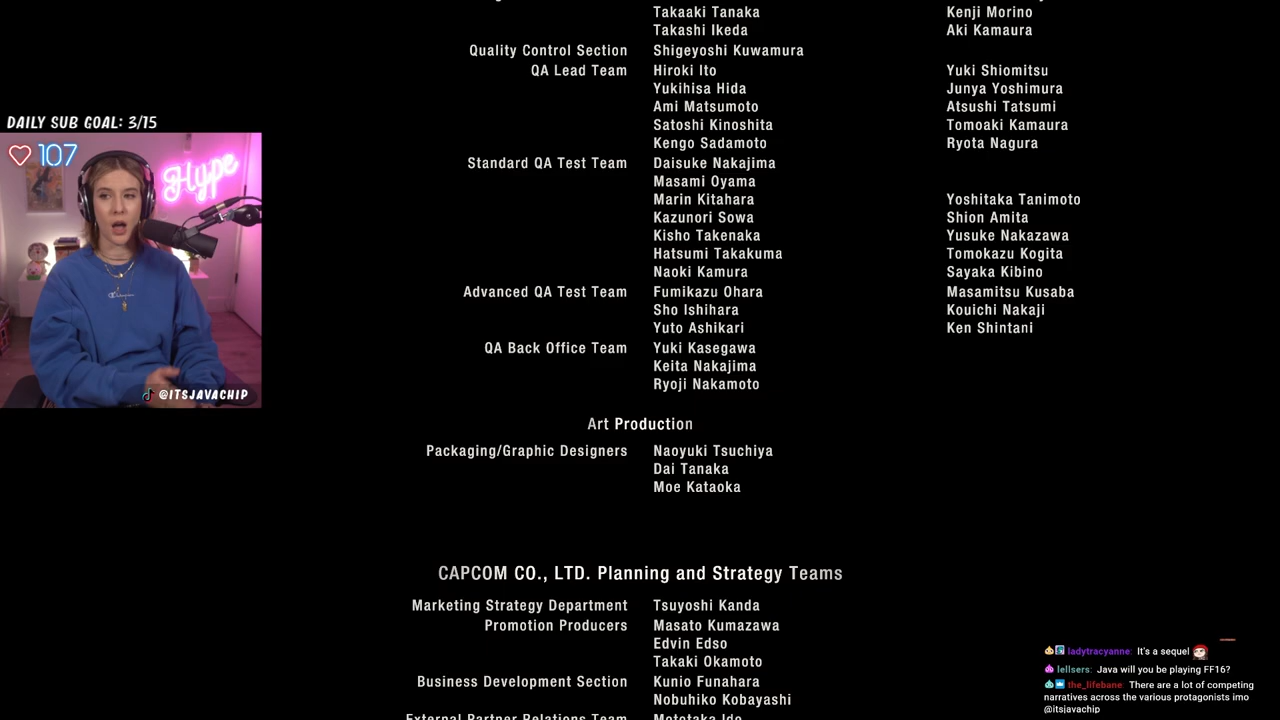 Takaaki Tanaka Kenji Morino
Takashi Ikeda Aki Kamaura
Quality Control Section Shigeyoshi Kuwamura
QA Lead Team Hiroki Ito Yuki Shiomitsu
Yukihisa Hida Junya Yoshimura
Ami Matsumoto Atsushi Tatsumi
Satoshi Kinoshita Tomoaki Kamaura
Kengo Sadamoto Ryota Nagura
Standard QA Test Team Daisuke Nakajima
Masami Oyama
Marin Kitahara Yoshitaka Tanimoto
Kazunori Sowa Shion Amita
Kisho Takenaka Yusuke Nakazawa
Hatsumi Takakuma Tomokazu Kogita
Naoki Kamura Sayaka Kibino
Advanced QA Test Team Fumikazu Ohara Masamitsu Kusaba
Sho Ishihara Kouichi Nakaji
Yuto Ashikari Ken Shintani
QA Back Office Team Yuki Kasegawa
Keita Nakajima
Ryoji Nakamoto
Art Production
Packaging/Graphic Designers Naoyuki Tsuchiya
Dai Tanaka
Moe Kataoka
CAPCOM CO., LTD. Planning and Strategy Teams
Marketing Strategy Department Tsuyoshi Kanda
Promotion Producers Masato Kumazawa
Edvin Edso
Takaki Okamoto
Business Development Section Kunio Funahara
Nobuhiko Kobayashi
External Partner Relations Team Mototaka Ido
DAILY SUB GOAL: 3/15
107
Hype
Champion
@ITSJAVACHIP
ladytracyanne: It's a sequel
lellsers: Java will you be playing FF16?
the_lifebane: There are a lot of competing
narratives across the various protagonists imo
@itsjavachip